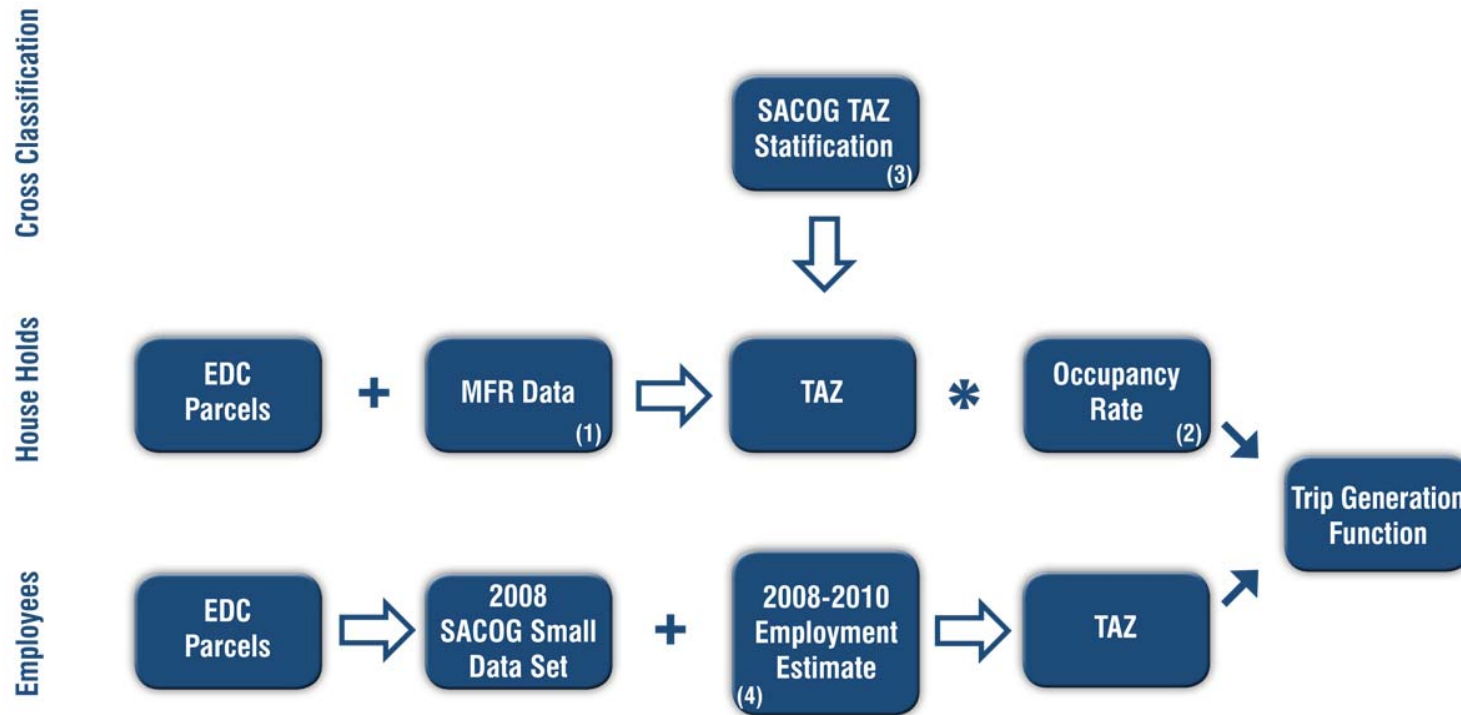 Cross Classification
SACOG TAZ
Statification
(3)
House Holds
EDC
Parcels
+
MFR Data
(1)
TAZ
*
Occupancy
Rate
(2)
Trip Generation
Function
Employees
EDC
Parcels
2008
SACOG Small
Data Set
+
2008-2010
Employment
Estimate
(4)
TAZ